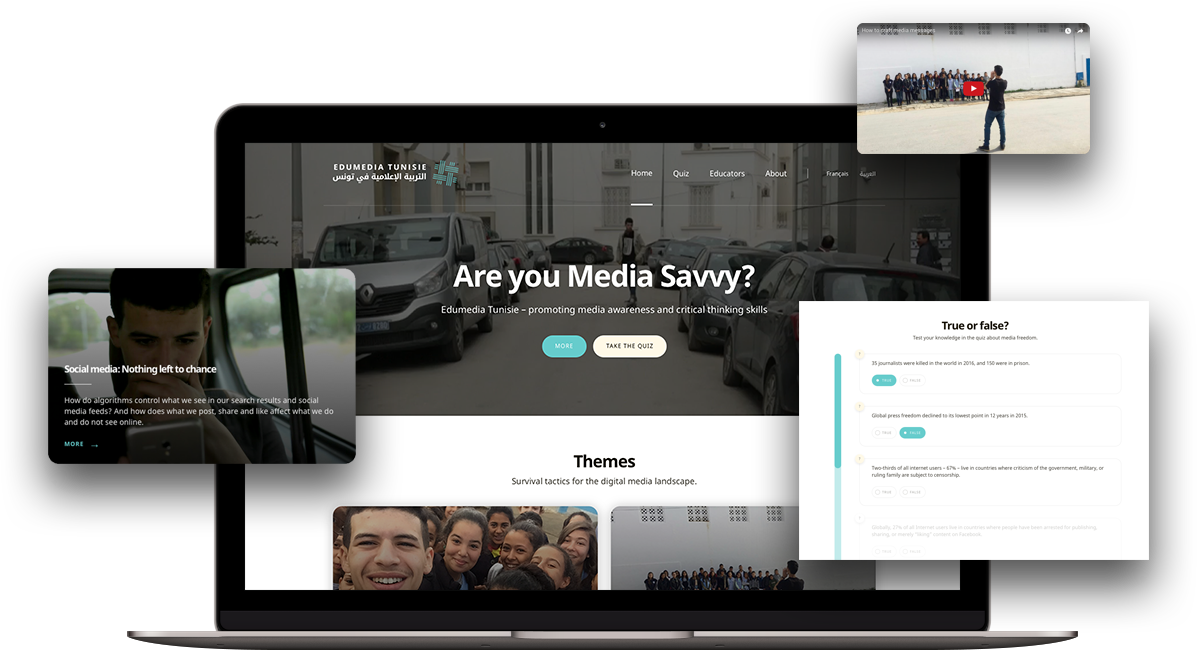 How to craft media messages
EDUMEDIA TUNISIE
التربية الإعلامية في تونس
Home
Quiz
Educators
About
Français
العربية
Are you Media Savvy?
Edumedia Tunisie – promoting media awareness and critical thinking skills
MORE
TAKE THE QUIZ
Social media: Nothing left to chance
How do algorithms control what we see in our search results and social
media feeds? And how does what we post, share and like affect what we do
and do not see online.
MORE →
Themes
Survival tactics for the digital media landscape.
True or false?
Test your knowledge in the quiz about media freedom.
35 journalists were killed in the world in 2016, and 150 were in prison.
TRUE FALSE
Global press freedom declined to its lowest point in 12 years in 2015.
TRUE FALSE
Two-thirds of all internet users – 67% – live in countries where criticism of the government, military, or
ruling family are subject to censorship.
TRUE FALSE
Globally, 27% of all internet users live in countries where people have been arrested for publishing,
sharing, or merely "liking" content on Facebook.
TRUE FALSE